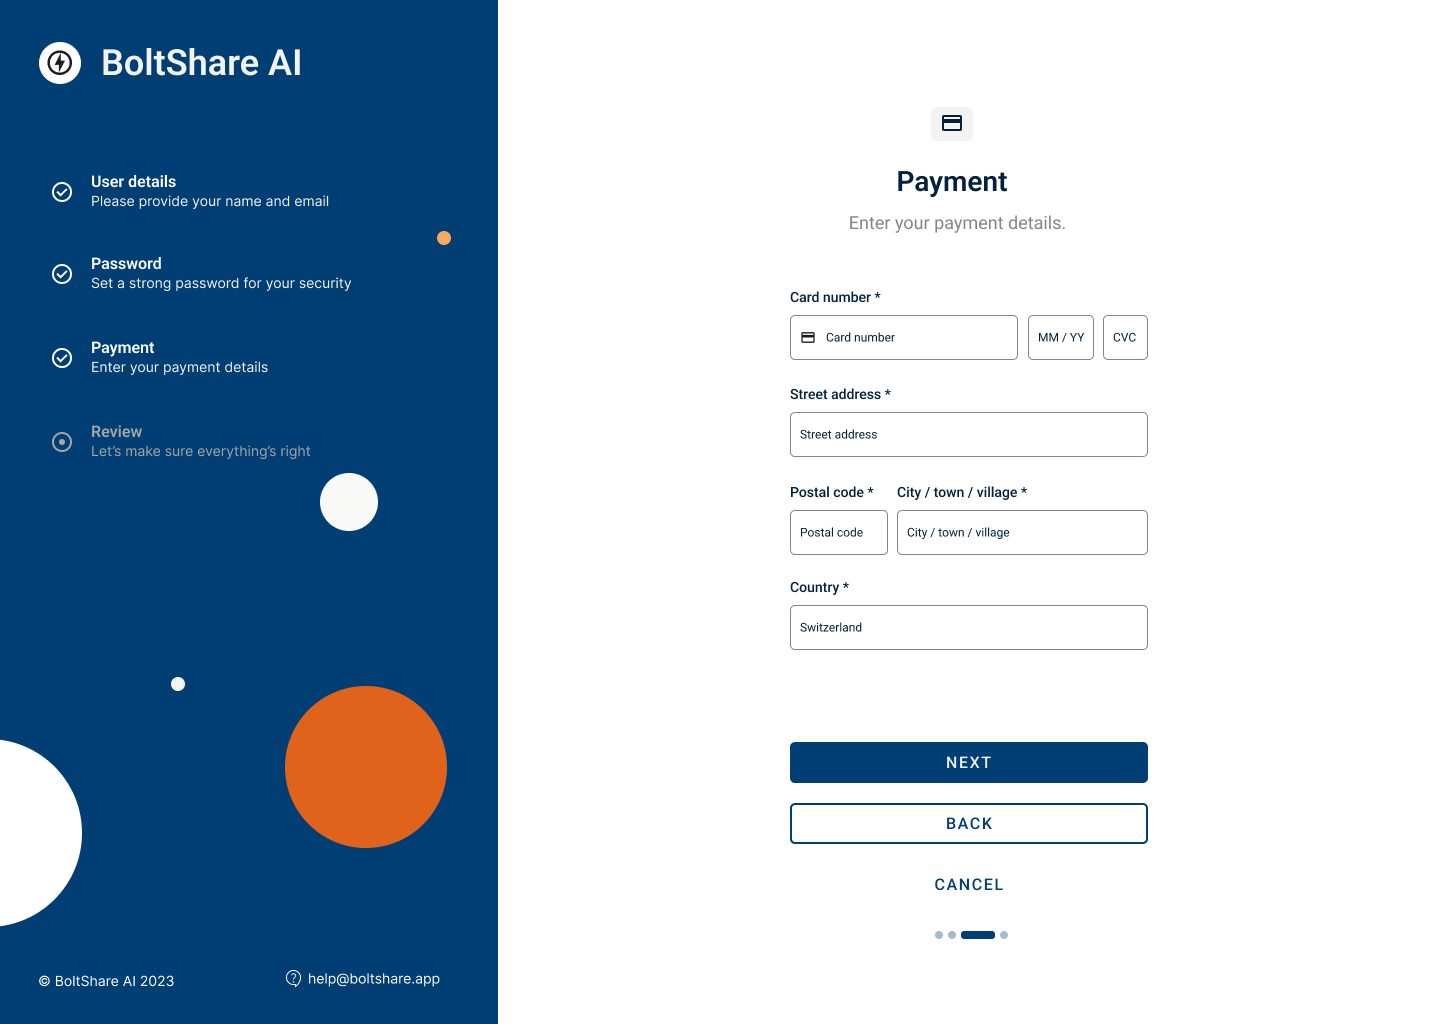 BoltShare AI
User details
Please provide your name and email
Password
Set a strong password for your security
Payment
Enter your payment details
Review
Let's make sure everything's right
© BoltShare AI 2023
help@boltshare.app
Payment
Enter your payment details.
Card number *
Card number
MM / YY
CVC
Street address *
Street address
Postal code *
City / town / village *
Postal code
City / town / village
Country *
Switzerland
NEXT
BACK
CANCEL